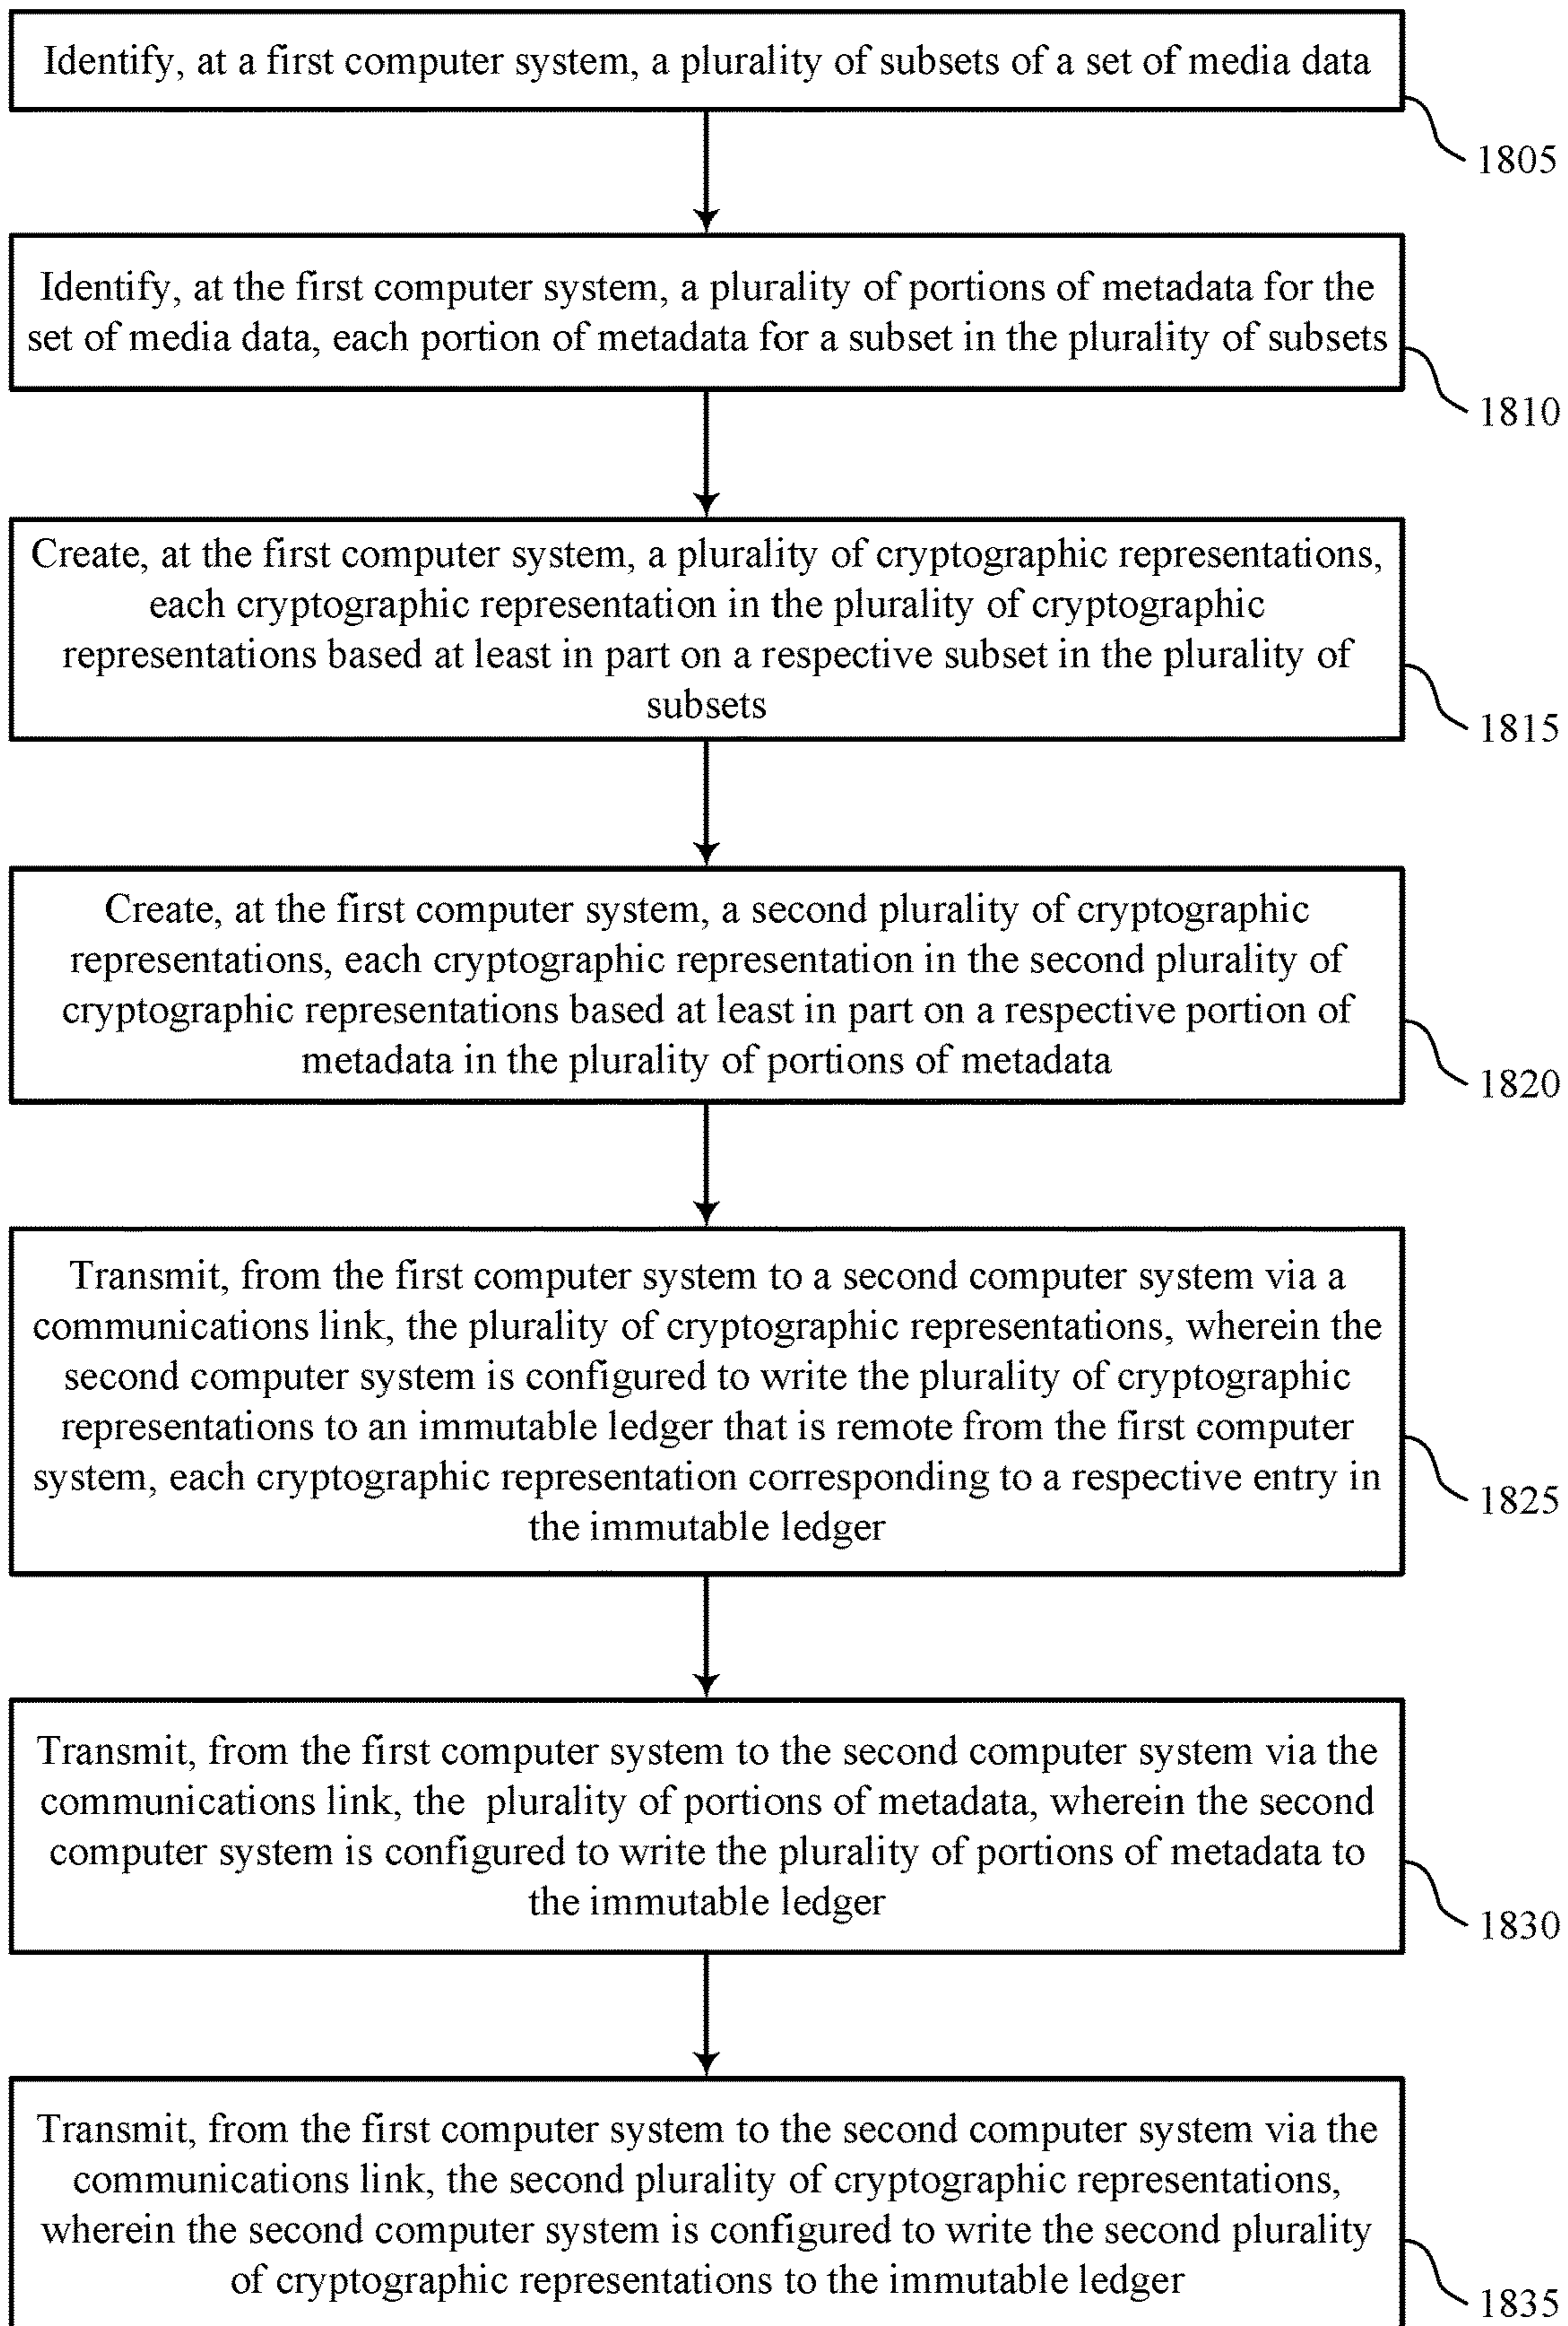 Identify, at a first computer system, a plurality of subsets of a set of media data
1805
Identify, at the first computer system, a plurality of portions of metadata for the
set of media data, each portion of metadata for a subset in the plurality of subsets
1810
Create, at the first computer system, a plurality of cryptographic representations,
each cryptographic representation in the plurality of cryptographic
representations based at least in part on a respective subset in the plurality of
subsets
1815
Create, at the first computer system, a second plurality of cryptographic
representations, each cryptographic representation in the second plurality of
cryptographic representations based at least in part on a respective portion of
metadata in the plurality of portions of metadata
1820
Transmit, from the first computer system to a second computer system via a
communications link, the plurality of cryptographic representations, wherein the
second computer system is configured to write the plurality of cryptographic
representations to an immutable ledger that is remote from the first computer
system, each cryptographic representation corresponding to a respective entry in
the immutable ledger
1825
Transmit, from the first computer system to the second computer system via the
communications link, the plurality of portions of metadata, wherein the second
computer system is configured to write the plurality of portions of metadata to
the immutable ledger
1830
Transmit, from the first computer system to the second computer system via the
communications link, the second plurality of cryptographic representations,
wherein the second computer system is configured to write the second plurality
of cryptographic representations to the immutable ledger
1835